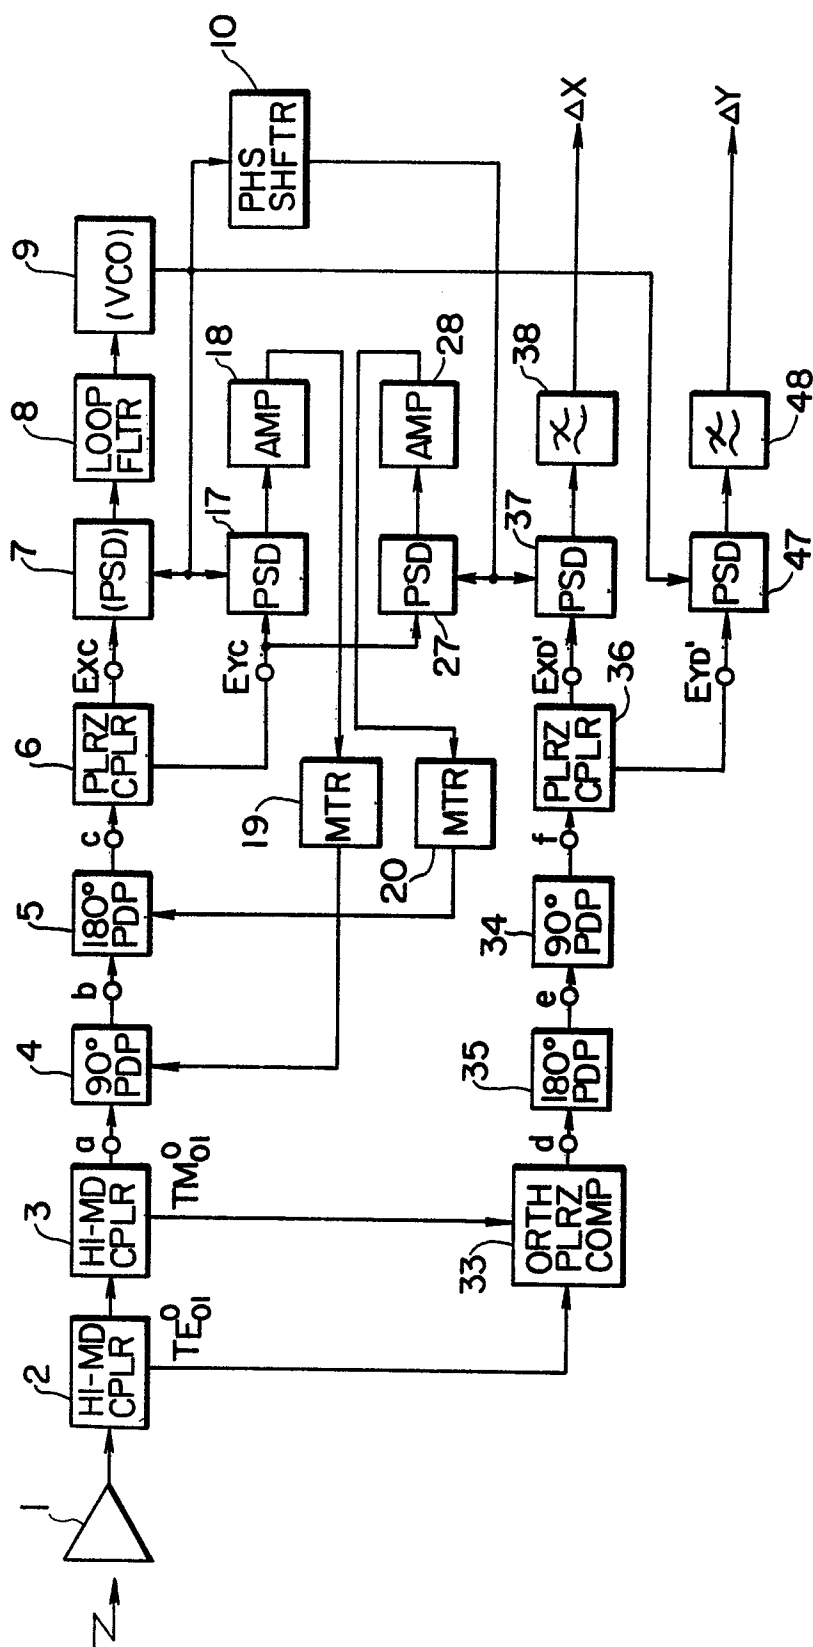 1
2
HI-MD
CPLR
TE⁰₀₁
3
HI-MD
CPLR
TM⁰₀₁
a
4
90°
PDP
b
5
180°
PDP
c
6
PLRZ
CPLR
EXC
7
(PSD)
8
LOOP
FLTR
9
(VCO)
10
PHS
SHFTR
EYC
17
PSD
18
AMP
19
MTR
27
PSD
28
AMP
20
MTR
33
ORTH
PLRZ
COMP
d
35
180°
PDP
e
34
90°
PDP
f
36
PLRZ
CPLR
EXD'
37
PSD
38
ΔX
EYD'
47
PSD
48
ΔY